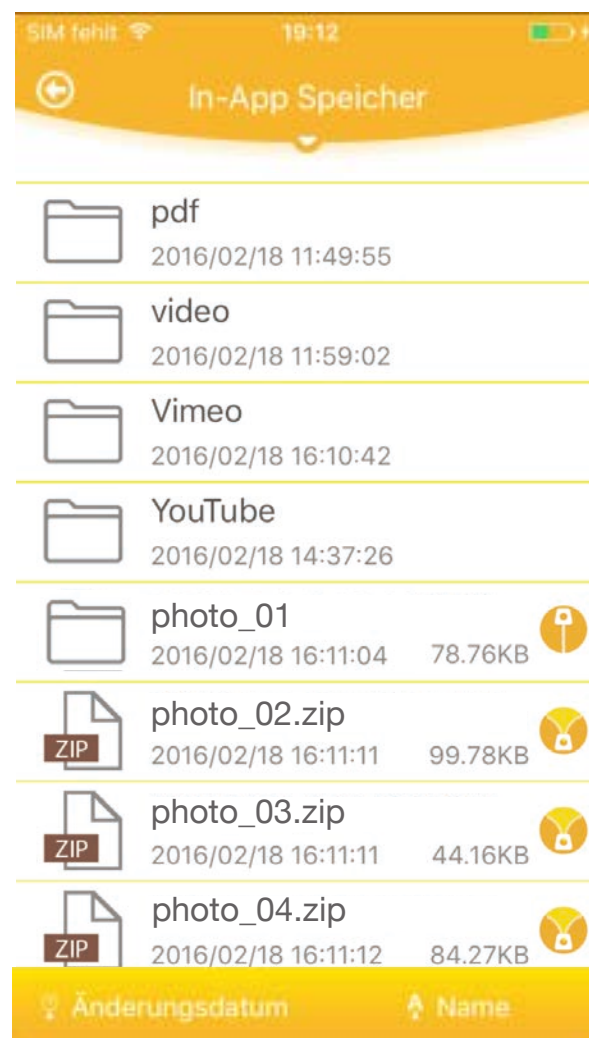 SIM fehlt 19:12
In-App Speicher
pdf
2016/02/18 11:49:55
video
2016/02/18 11:59:02
Vimeo
2016/02/18 16:10:42
YouTube
2016/02/18 14:37:26
photo_01
2016/02/18 16:11:04 78.76KB
photo_02.zip
ZIP
2016/02/18 16:11:11 99.78KB
photo_03.zip
ZIP
2016/02/18 16:11:11 44.16KB
photo_04.zip
ZIP
2016/02/18 16:11:12 84.27KB
Änderungsdatum Name